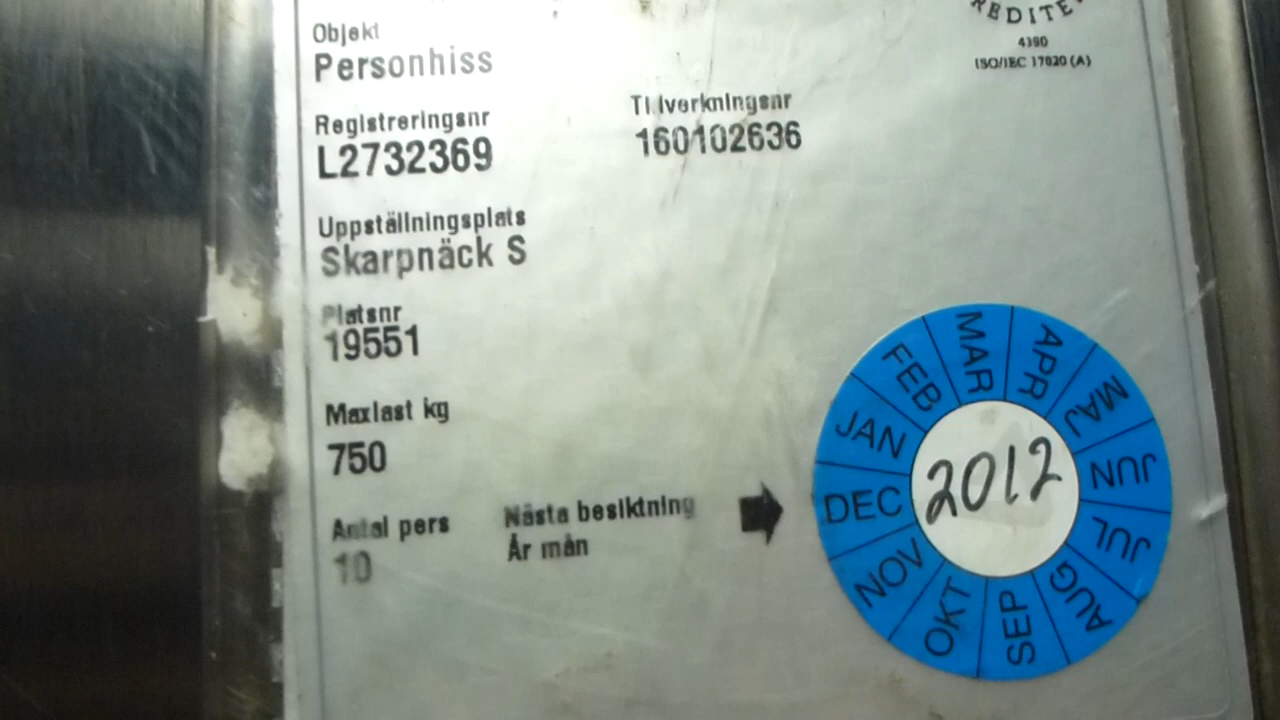 Objekt
Personhiss
Registreringsnr
L2732369
Tillverkningsnr
160102636
Uppställningsplats
Skarpnäck S
Platsnr
19551
Maxlast kg
750
Antal pers
10
Nästa besiktning
År mån
4390
ISO/IEC 17020 (A)
JAN
FEB
MAR
APR
MAJ
JUN
JUL
AUG
SEP
OKT
NOV
DEC
2012